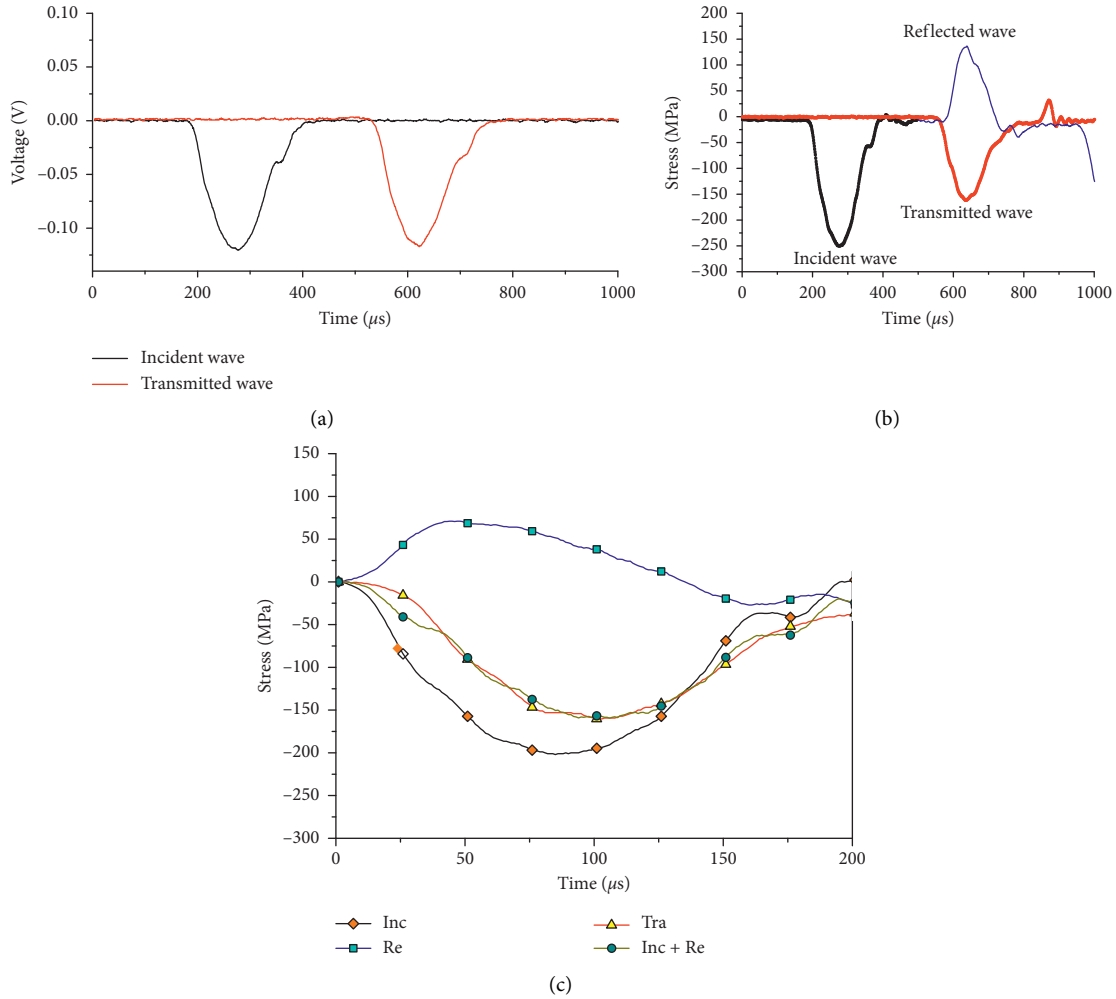 0.10
0.05
0.00
−0.05
−0.10
Voltage (V)
0
200
400
600
800
1000
Time (μs)
Incident wave
Transmitted wave
(a)
200
150
100
50
0
−50
−100
−150
−200
−250
−300
Stress (MPa)
Reflected wave
Transmitted wave
Incident wave
0
200
400
600
800
1000
Time (μs)
(b)
150
100
50
0
−50
−100
−150
−200
−250
−300
Stress (MPa)
0
50
100
150
200
Time (μs)
Inc
Re
Tra
Inc + Re
(c)